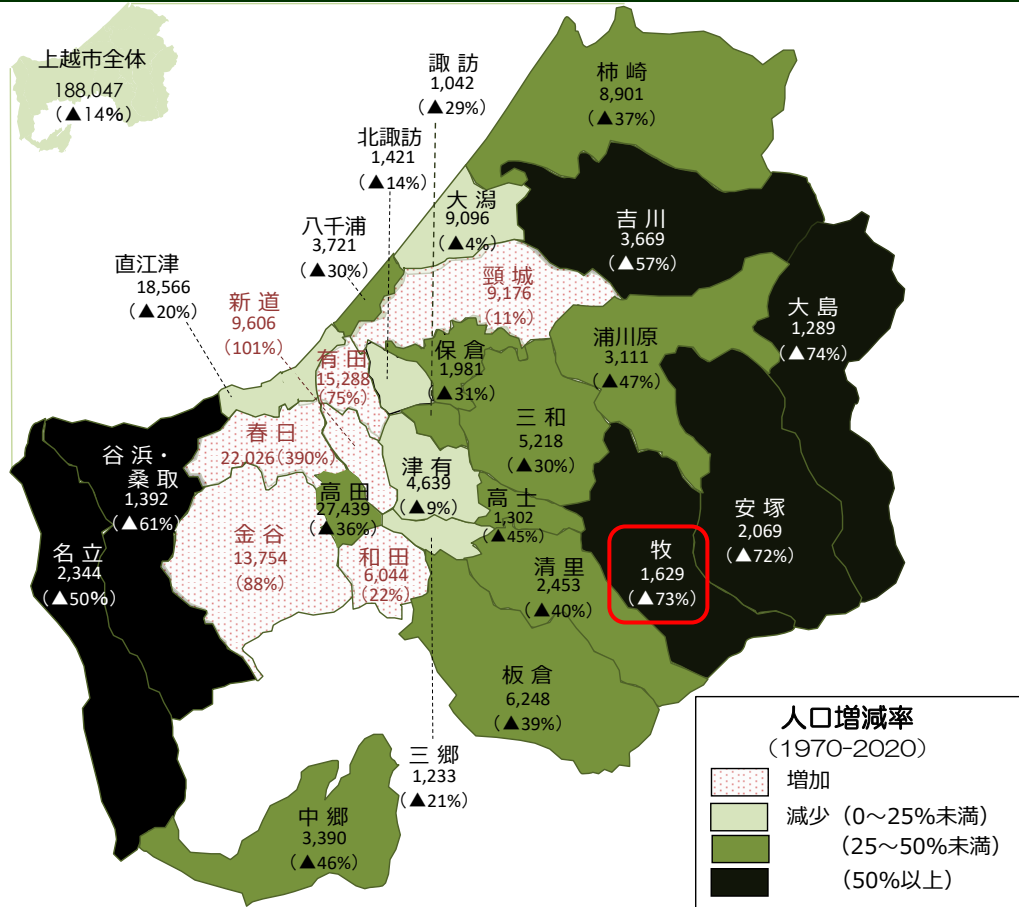 上越市全体
188,047
(▲14%)
諏訪
1,042
(▲29%)
柿崎
8,901
(▲37%)
北諏訪
1,421
(▲14%)
大潟
9,096
(▲4%)
吉川
3,669
(▲57%)
八千浦
3,721
(▲30%)
直江津
18,566
(▲20%)
新道
9,606
(101%)
頸城
9,176
(11%)
大島
1,289
(▲74%)
有田
15,288
(75%)
保倉
1,981
(▲31%)
浦川原
3,111
(▲47%)
三和
5,218
(▲30%)
春日
22,026(390%)
谷浜・
桑取
1,392
(▲61%)
津有
4,639
(▲9%)
高田
27,439
(▲36%)
高士
1,302
(▲45%)
安塚
2,069
(▲72%)
金谷
13,754
(88%)
名立
2,344
(▲50%)
和田
6,044
(22%)
清里
2,453
(▲40%)
牧
1,629
(▲73%)
板倉
6,248
(▲39%)
三郷
1,233
(▲21%)
中郷
3,390
(▲46%)
人口増減率
(1970-2020)
増加
減少(0～25%未満)
(25～50%未満)
(50%以上)